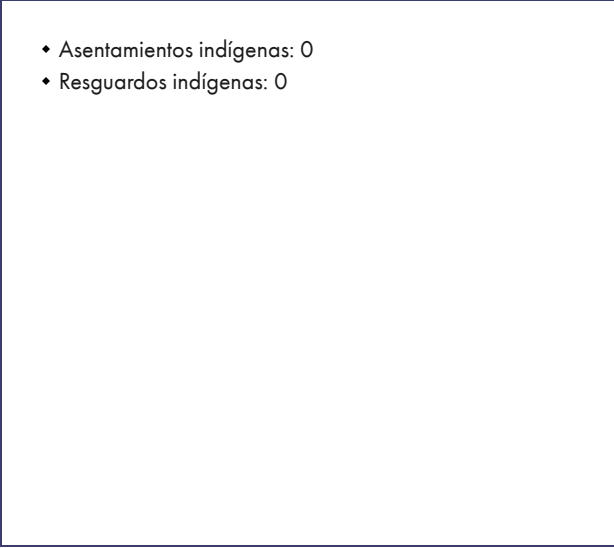 ◆ Asentamientos indígenas: 0
◆ Resguardos indígenas: 0